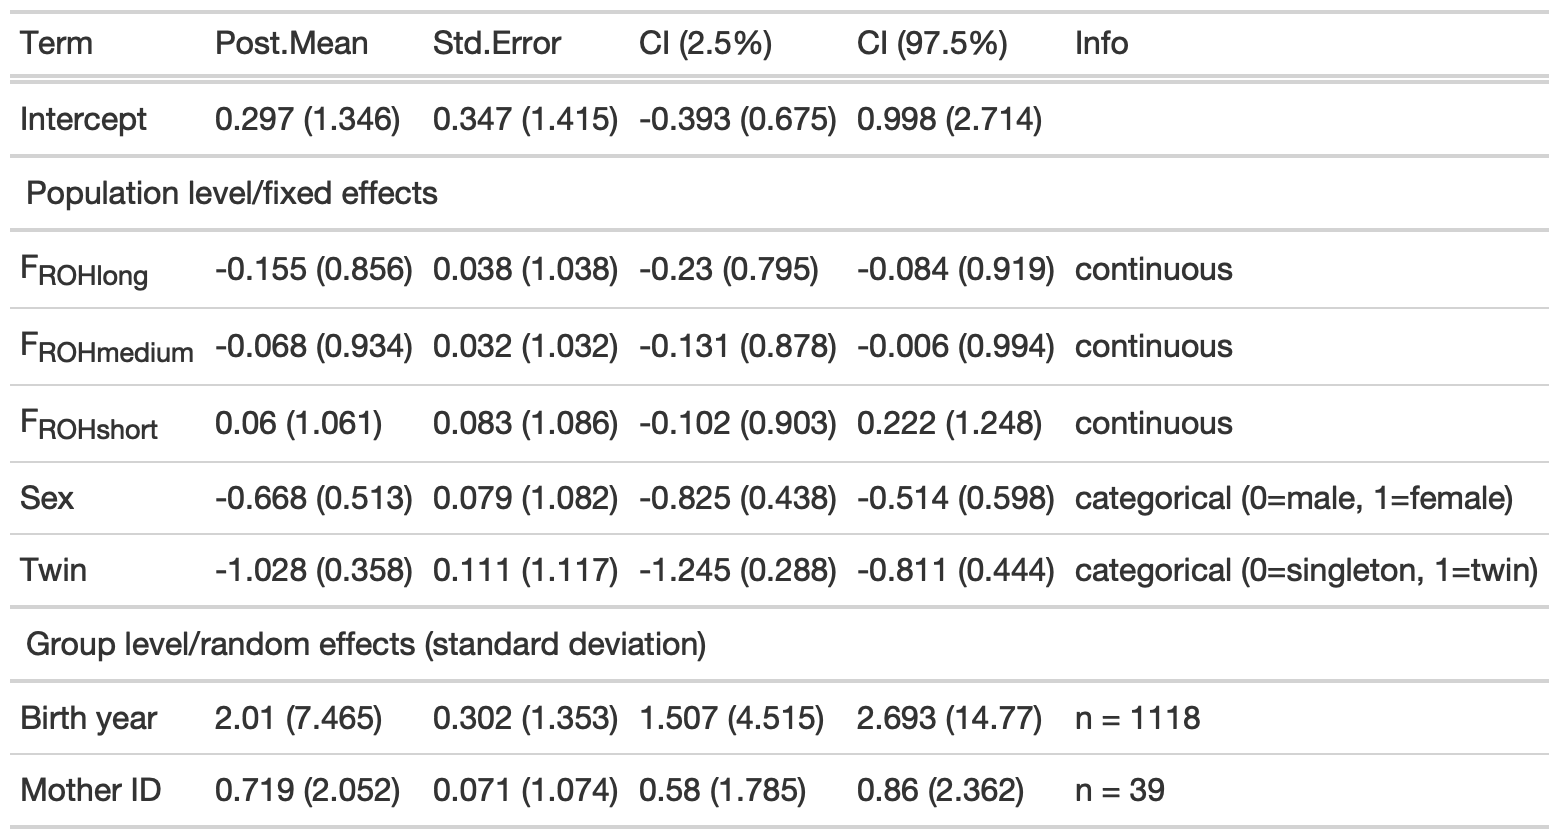 Term Post.Mean Std.Error CI (2.5%) CI (97.5%) Info
Intercept 0.297 (1.346) 0.347 (1.415) -0.393 (0.675) 0.998 (2.714)
Population level/fixed effects
FROHlong -0.155 (0.856) 0.038 (1.038) -0.23 (0.795) -0.084 (0.919) continuous
FROHmedium -0.068 (0.934) 0.032 (1.032) -0.131 (0.878) -0.006 (0.994) continuous
FROHshort 0.06 (1.061) 0.083 (1.086) -0.102 (0.903) 0.222 (1.248) continuous
Sex -0.668 (0.513) 0.079 (1.082) -0.825 (0.438) -0.514 (0.598) categorical (0=male, 1=female)
Twin -1.028 (0.358) 0.111 (1.117) -1.245 (0.288) -0.811 (0.444) categorical (0=singleton, 1=twin)
Group level/random effects (standard deviation)
Birth year 2.01 (7.465) 0.302 (1.353) 1.507 (4.515) 2.693 (14.77) n = 1118
Mother ID 0.719 (2.052) 0.071 (1.074) 0.58 (1.785) 0.86 (2.362) n = 39